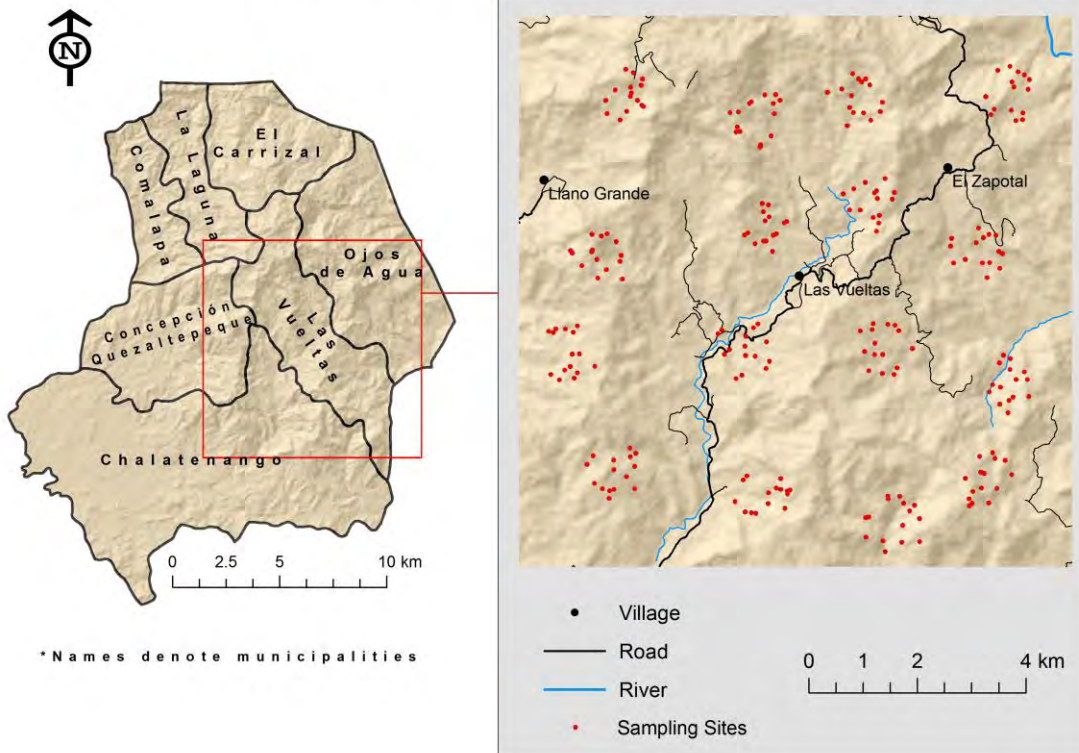 N
El
Carrizal
La Laguna
Comalapa
Ojos
de Agua
Las
Vueltas
Concepción
Quezaltepeque
Chalatenango
0 2.5 5 10 km
*Names denote municipalities
Llano Grande
El Zapotal
Las Vueltas
Village
Road
River
Sampling Sites
0 1 2 4 km